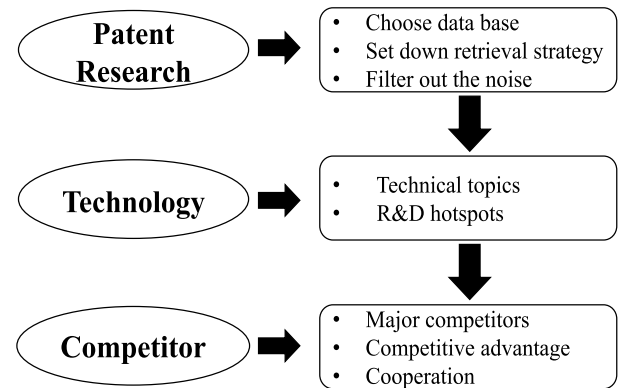 Patent
Research
• Choose data base
• Set down retrieval strategy
• Filter out the noise
Technology
• Technical topics
• R&D hotspots
Competitor
• Major competitors
• Competitive advantage
• Cooperation